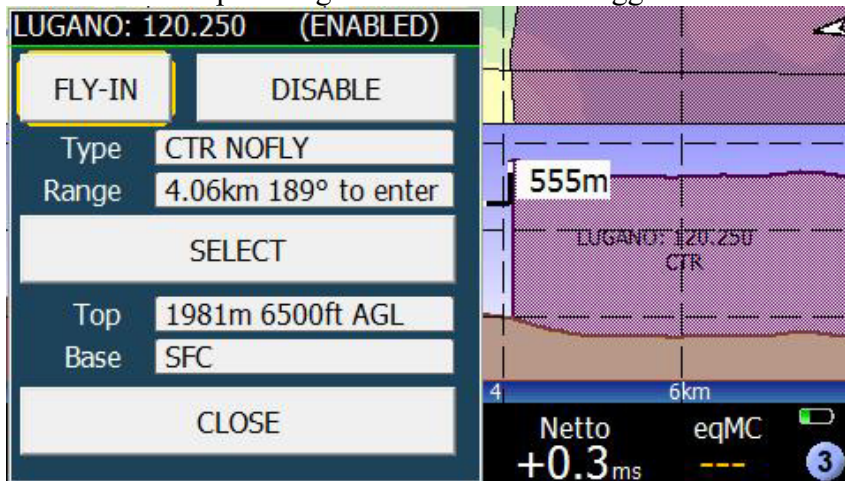 LUGANO: 120.250 (ENABLED)
FLY-IN DISABLE
Type CTR NOFLY
Range 4.06km 189° to enter
SELECT
Top 1981m 6500ft AGL
Base SFC
CLOSE
555m
LUGANO: 120.250
CTR
4 6km
Netto eqMC
+0.3ms --- 3